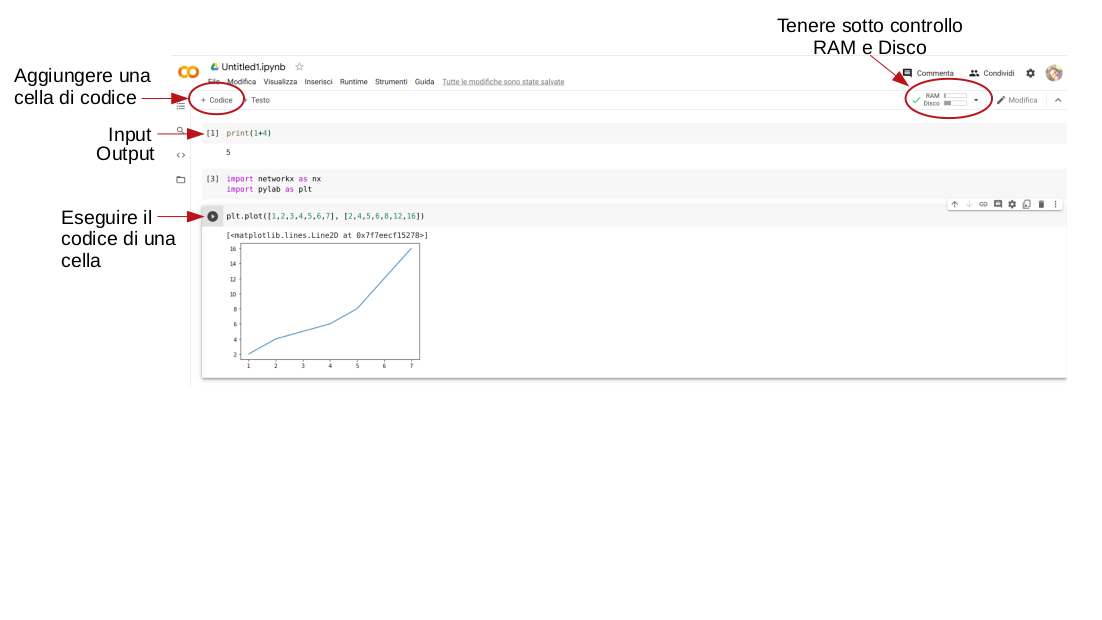 Tenere sotto controllo
RAM e Disco
Aggiungere una
cella di codice
Input
Output
Eseguire il
codice di una
cella
Untitled1.ipynb
File Modifica Visualizza Inserisci Runtime Strumenti Guida Tutte le modifiche sono state salvate
Commenta Condividi
+ Codice + Testo
RAM
Disco
Modifica
[1] print(1+4)
5
[3] import networkx as nx
import pylab as plt
plt.plot([1,2,3,4,5,6,7], [2,4,5,6,8,12,16])
[<matplotlib.lines.Line2D at 0x7f7eecf15278>]
16
14
12
10
8
6
4
2
1 2 3 4 5 6 7